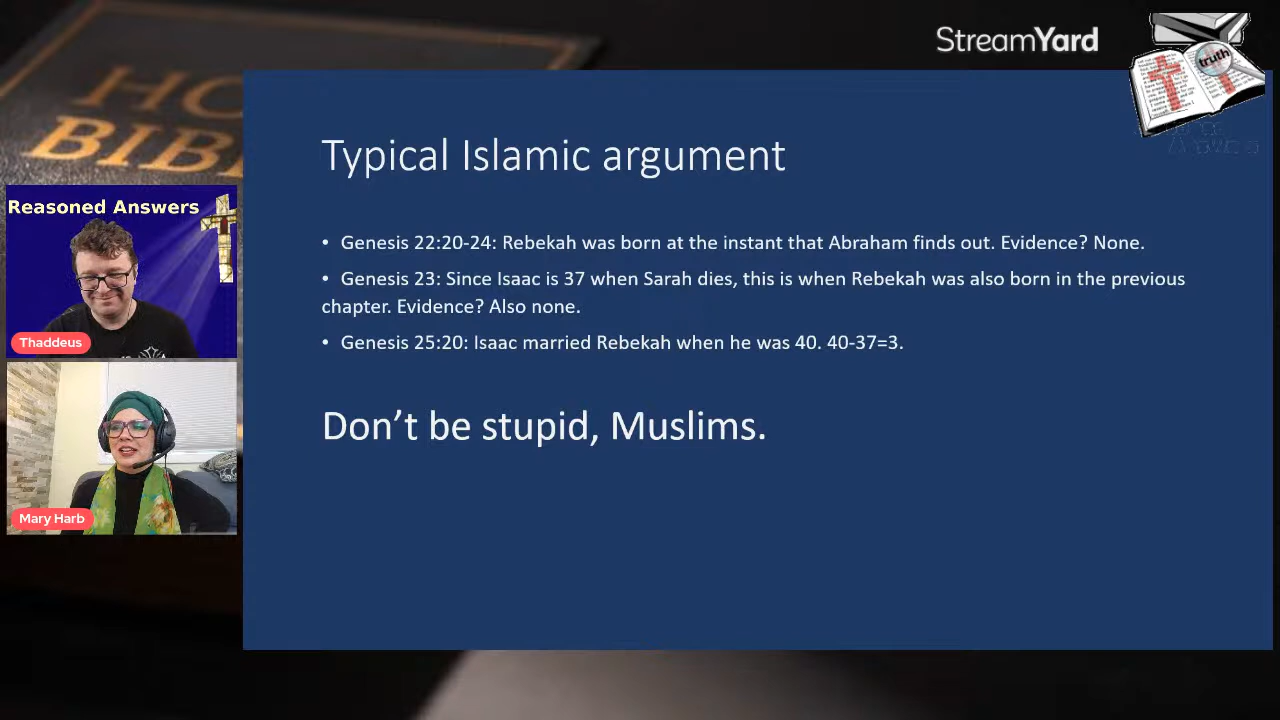 StreamYard
HO
BIB
truth
Reasoned Answers
Thaddeus
Mary Harb
Typical Islamic argument
• Genesis 22:20-24: Rebekah was born at the instant that Abraham finds out. Evidence? None.
• Genesis 23: Since Isaac is 37 when Sarah dies, this is when Rebekah was also born in the previous
chapter. Evidence? Also none.
• Genesis 25:20: Isaac married Rebekah when he was 40. 40-37=3.
Don’t be stupid, Muslims.